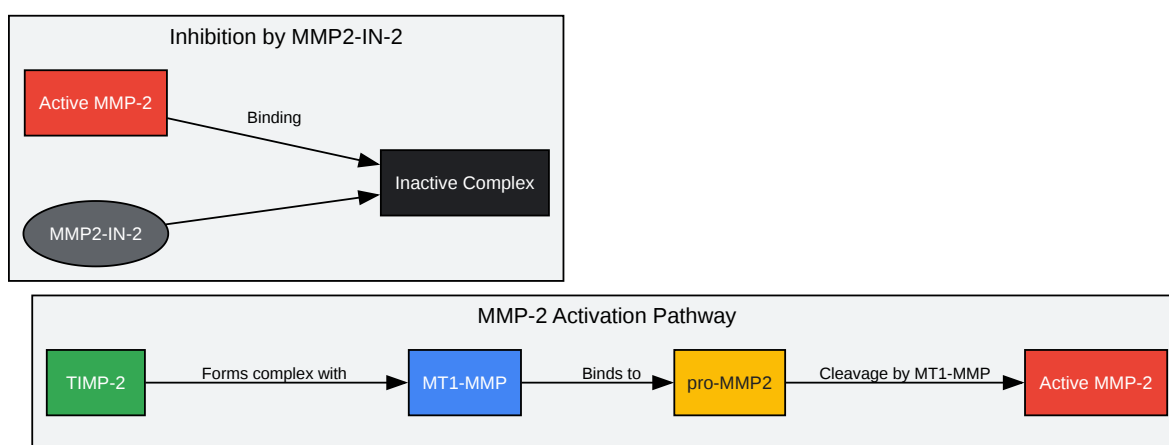 Inhibition by MMP2-IN-2
Active MMP-2
Binding
Inactive Complex
MMP2-IN-2
MMP-2 Activation Pathway
TIMP-2
Forms complex with
MT1-MMP
Binds to
pro-MMP2
Cleavage by MT1-MMP
Active MMP-2